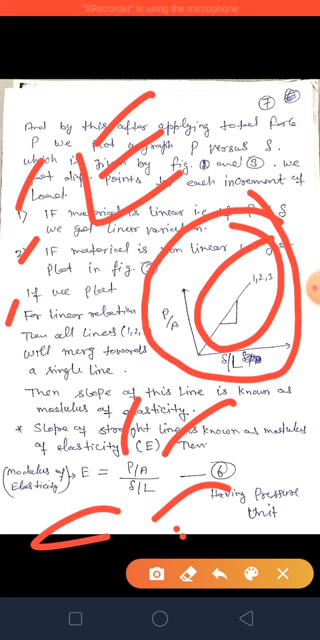 "XRecorder" is using the microphone
7
And by this after applying total force
P we plot a graph P versus δ.
which is given by fig. and 3. we
get diff. points for each increment of
Load.
1) IF material is linear i.e.
we get linear variation.
2) IF material is non linear
Plot in fig.
If we plot
For linear relation
Then all Lines (1,2,
will merg towards
a single line.
P/A
1,2,3
δ/L
Then slope of this line is known as
modulus of elasticity.
* Slope of straight line is known as modulus
of elasticity (E) Then
(Modulus of Elasticity) → E = P/A / δ/L — 6
Having Pressure
Unit